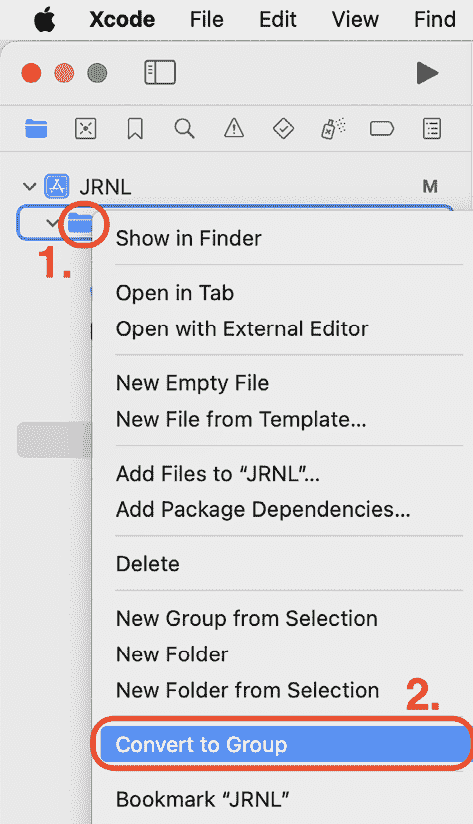 Xcode File Edit View Find
JRNL M
1.
Show in Finder
Open in Tab
Open with External Editor
New Empty File
New File from Template...
Add Files to “JRNL”...
Add Package Dependencies...
Delete
New Group from Selection
New Folder
New Folder from Selection
2.
Convert to Group
Bookmark “JRNL”